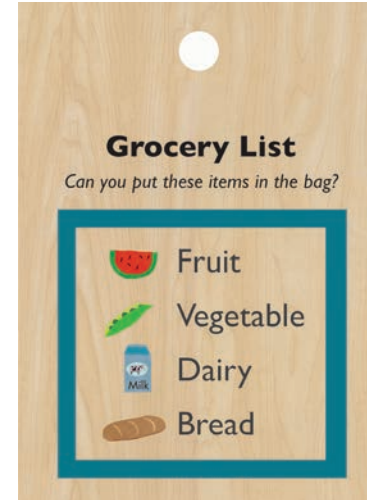 Grocery List
Can you put these items in the bag?
Fruit
Vegetable
Milk
Dairy
Bread